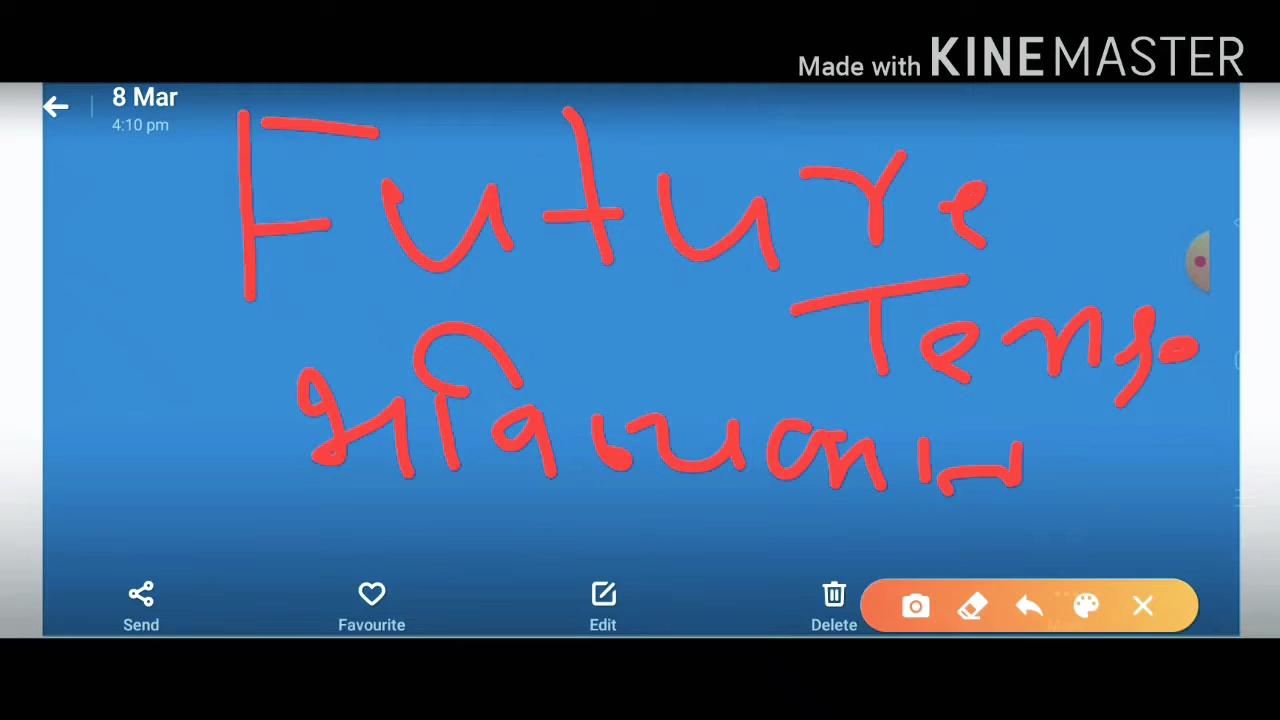 8 Mar
Made with KINEMASTER
4:10 pm
Future
Tense
ભવિષ્યકાળ
Send
Favourite
Edit
Delete